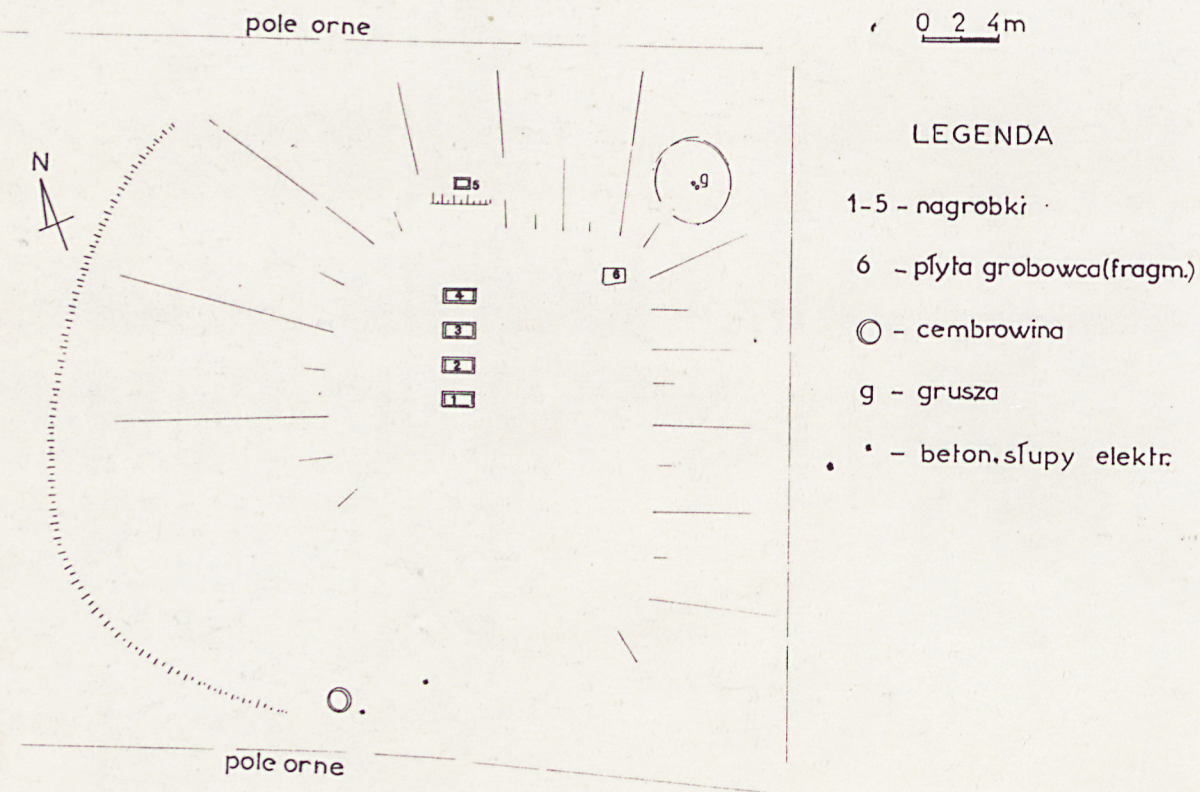 pole orne
0 2 4m
LEGENDA
N
5
g
1-5 - nagrobki
6
6 - płyta grobowca (fragm.)
4
3
- cembrowina
2
1
g - grusza
- beton. słupy elektr.
pole orne